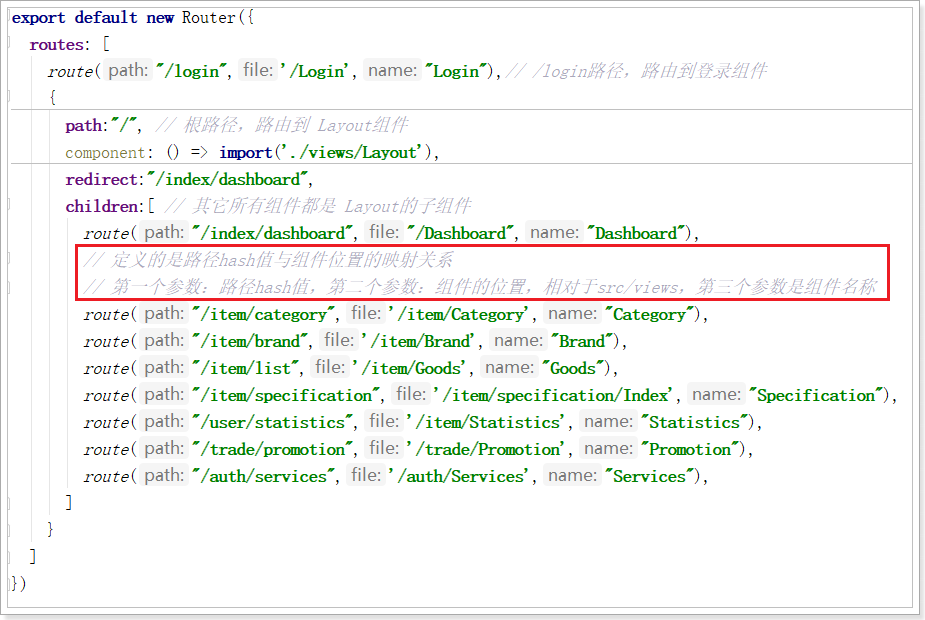 export default new Router({
routes: [
route( path: "/login", file: '/Login', name: "Login"), // /login路径，路由到登录组件
{
path:"/", // 根路径，路由到 Layout组件
component: () => import('./views/Layout'),
redirect:"/index/dashboard",
children:[ // 其它所有组件都是 Layout的子组件
route( path: "/index/dashboard", file: "/Dashboard", name: "Dashboard"),
// 定义的是路径hash值与组件位置的映射关系
// 第一个参数：路径hash值，第二个参数：组件的位置，相对于src/views，第三个参数是组件名称
route( path: "/item/category", file: '/item/Category', name: "Category"),
route( path: "/item/brand", file: '/item/Brand', name: "Brand"),
route( path: "/item/list", file: '/item/Goods', name: "Goods"),
route( path: "/item/specification", file: '/item/specification/Index', name: "Specification"),
route( path: "/user/statistics", file: '/item/Statistics', name: "Statistics"),
route( path: "/trade/promotion", file: '/trade/Promotion', name: "Promotion"),
route( path: "/auth/services", file: '/auth/Services', name: "Services"),
]
}
]
})